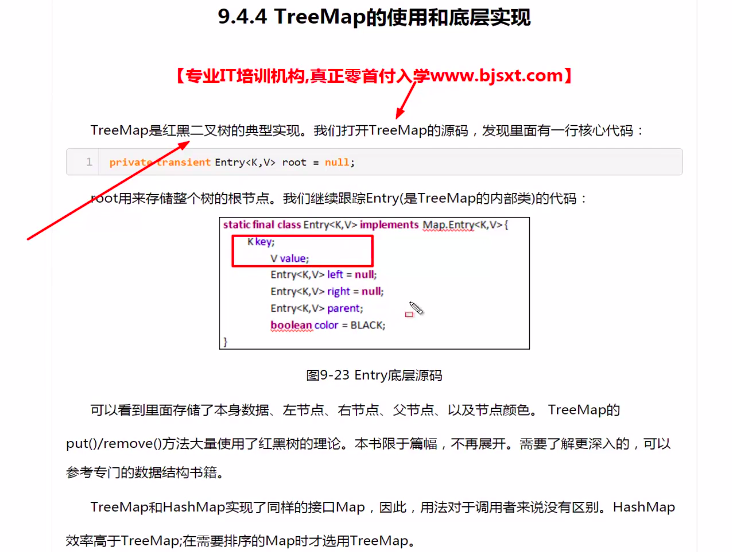 9.4.4 TreeMap的使用和底层实现
【专业IT培训机构,真正零首付入学www.bjsxt.com】
TreeMap是红黑二叉树的典型实现。我们打开TreeMap的源码，发现里面有一行核心代码：
1 private transient Entry<K,V> root = null;
root用来存储整个树的根节点。我们继续跟踪Entry(是TreeMap的内部类)的代码：
static final class Entry<K,V> implements Map.Entry<K,V> {
K key;
V value;
Entry<K,V> left = null;
Entry<K,V> right = null;
Entry<K,V> parent;
boolean color = BLACK;
}
图9-23 Entry底层源码
可以看到里面存储了本身数据、左节点、右节点、父节点、以及节点颜色。 TreeMap的
put()/remove()方法大量使用了红黑树的理论。本书限于篇幅，不再展开。需要了解更深入的，可以
参考专门的数据结构书籍。
TreeMap和HashMap实现了同样的接口Map，因此，用法对于调用者来说没有区别。HashMap
效率高于TreeMap;在需要排序的Map时才选用TreeMap。